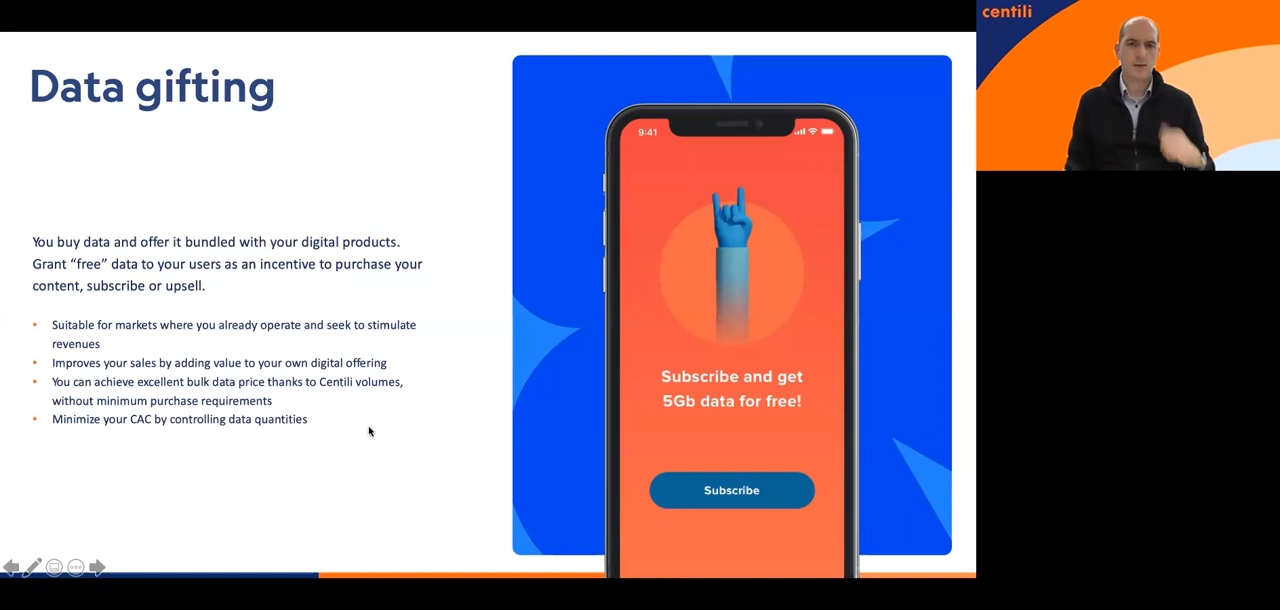 Data gifting
You buy data and offer it bundled with your digital products.
Grant “free” data to your users as an incentive to purchase your
content, subscribe or upsell.
• Suitable for markets where you already operate and seek to stimulate
revenues
• Improves your sales by adding value to your own digital offering
• You can achieve excellent bulk data price thanks to Centili volumes,
without minimum purchase requirements
• Minimize your CAC by controlling data quantities
9:41
Subscribe and get
5Gb data for free!
Subscribe
centili